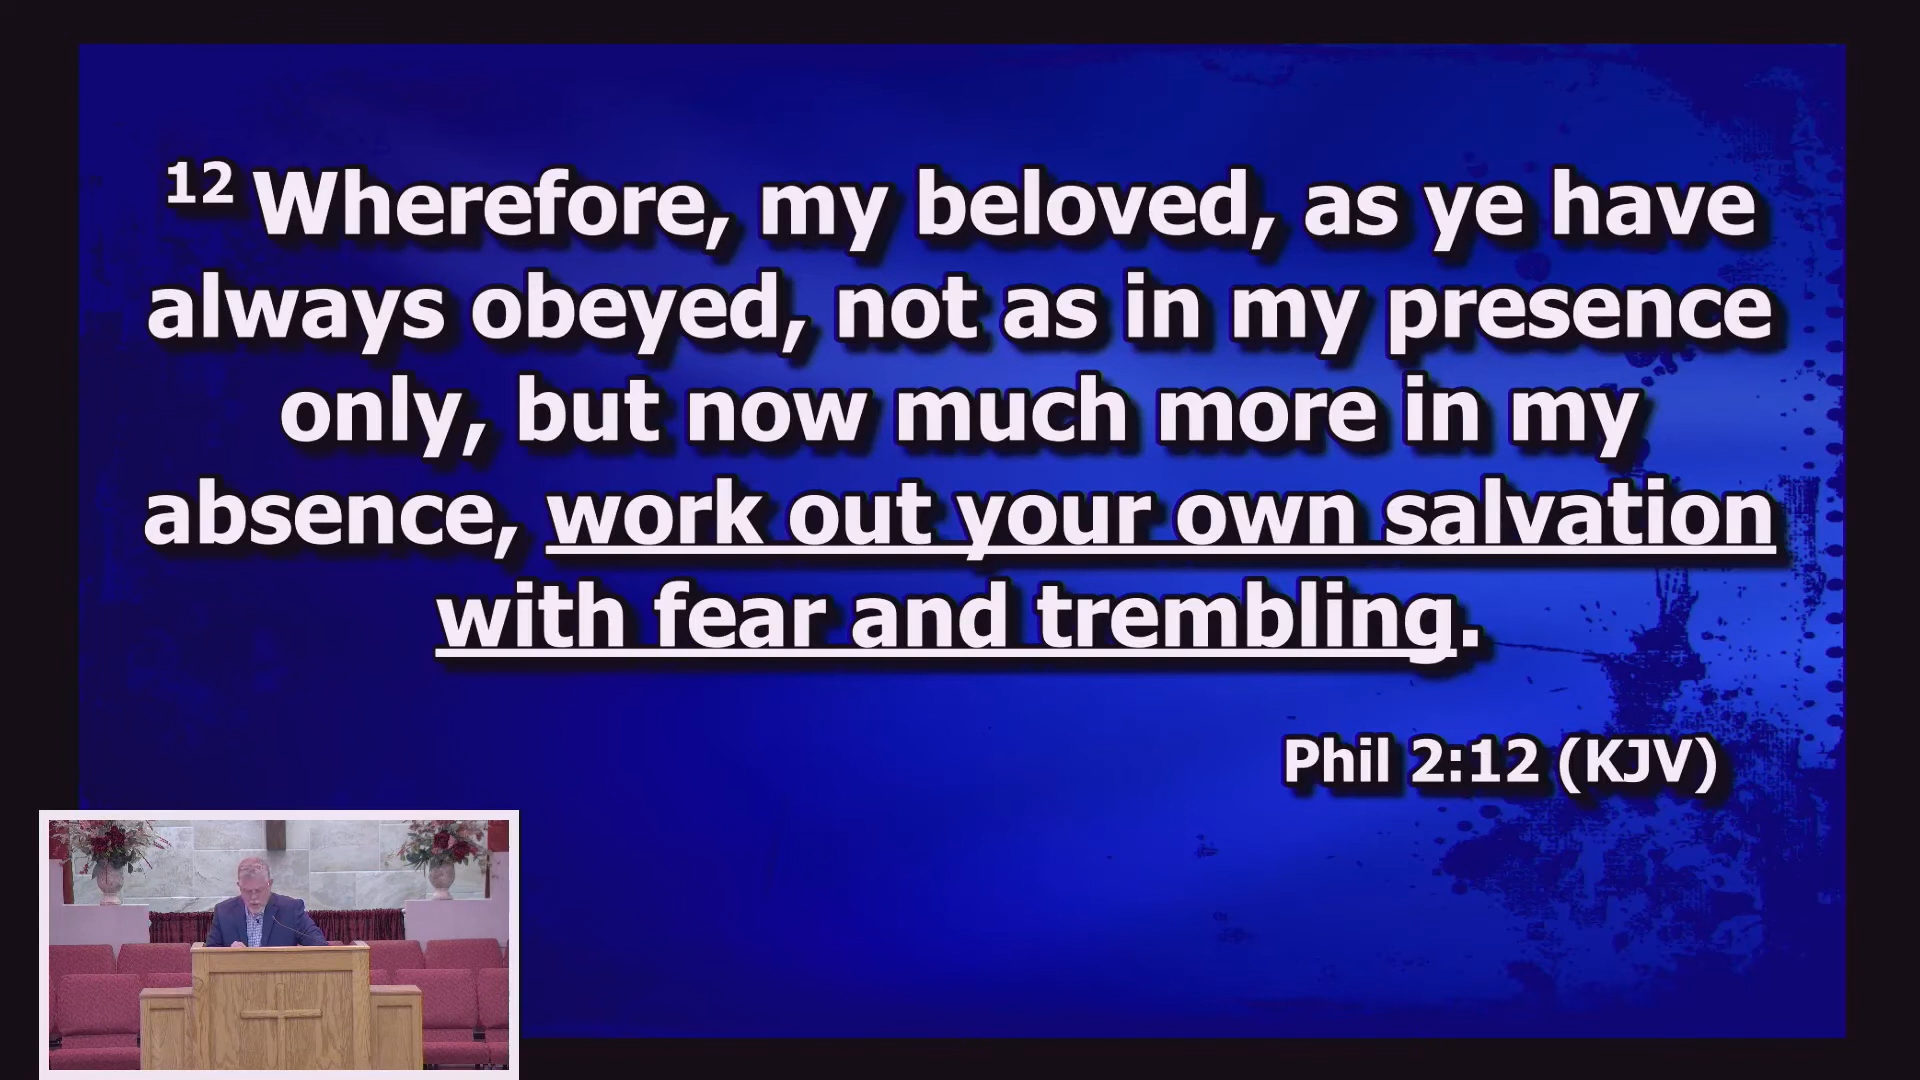 12 Wherefore, my beloved, as ye have
always obeyed, not as in my presence
only, but now much more in my
absence, work out your own salvation
with fear and trembling.
Phil 2:12 (KJV)